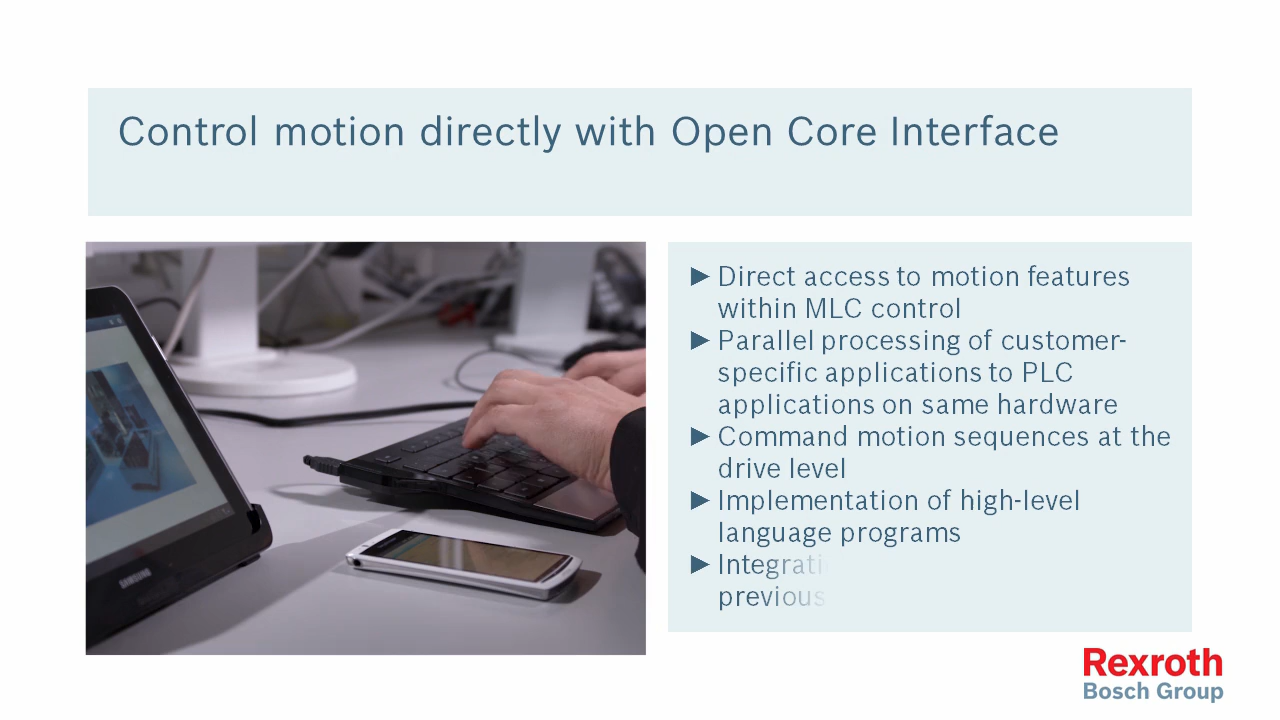 Control motion directly with Open Core Interface
► Direct access to motion features
within MLC control
► Parallel processing of customer-
specific applications to PLC
applications on same hardware
► Command motion sequences at the
drive level
► Implementation of high-level
language programs
► Integrati
previous
SAMSUNG
Rexroth
Bosch Group